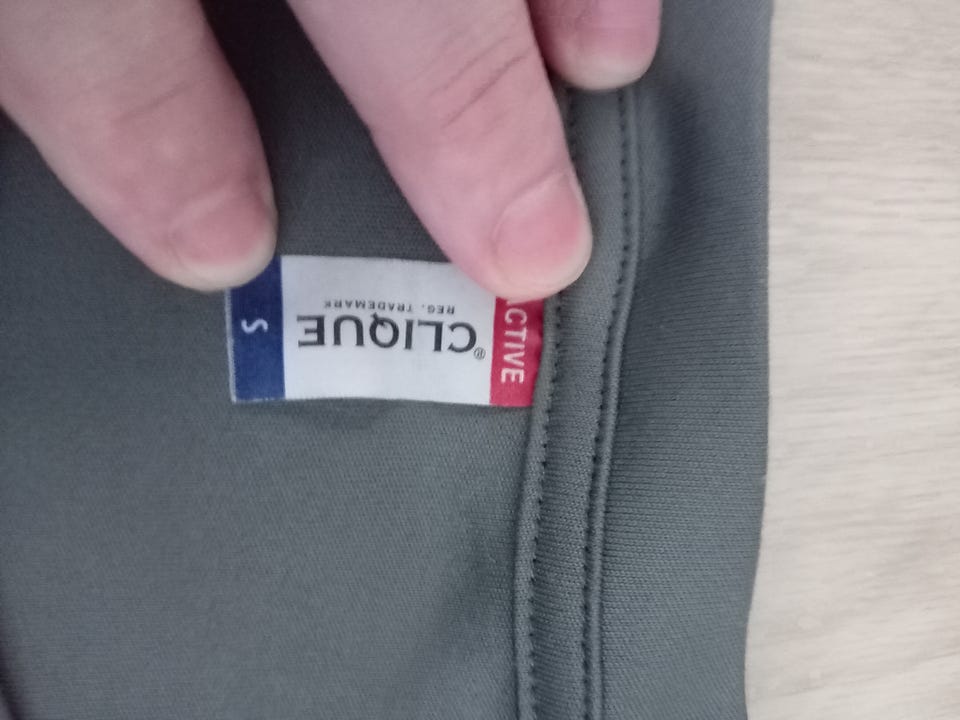 ACTIVE
CLIQUE®
REG. TRADEMARK
S